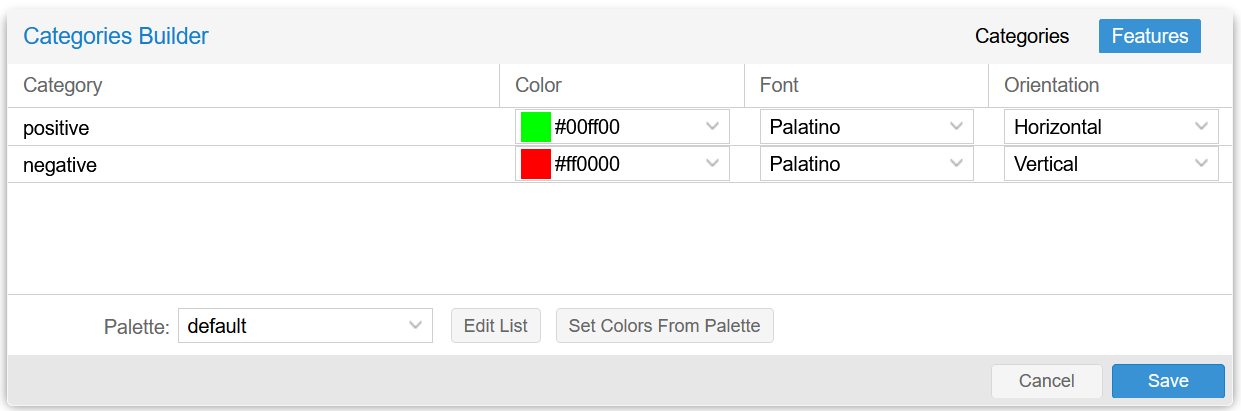 Categories Builder Categories Features
Category Color Font Orientation
positive #00ff00 Palatino Horizontal
negative #ff0000 Palatino Vertical
Palette: default Edit List Set Colors From Palette
Cancel Save